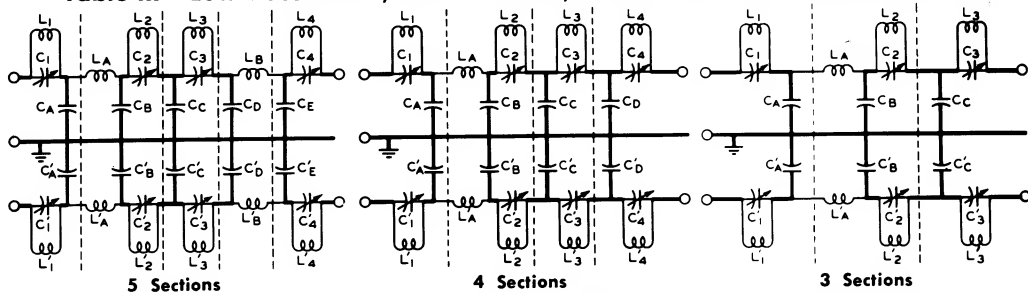 L1 L2 L3 L4 L1 L2 L3 L4 L1 L2 L3
C1 LA C2 C3 LB C4 C1 LA C2 C3 C4 C1 LA C2 C3
CA CB CC CD CE CA CB CC CD CA CB CC
C'A C'B C'C C'D C'E C'A C'B C'C C'D C'A C'B C'C
C'1 L'A C'2 C'3 L'B C'4 C'1 L'A C'2 C'3 C'4 C'1 L'A C'2 C'3
L'1 L'2 L'3 L'4 L'1 L'2 L'3 L'4 L'1 L'2 L'3
5 Sections 4 Sections 3 Sections